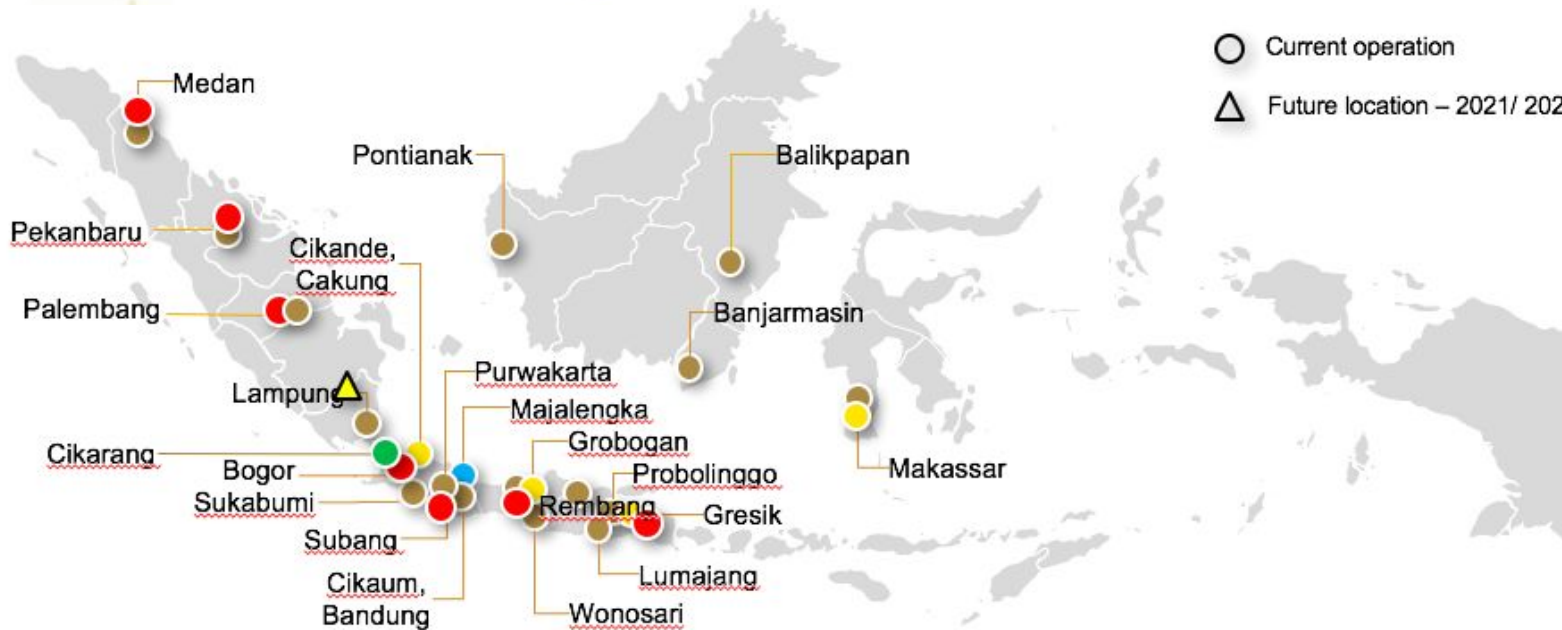 Current operation
Future location – 2021/ 202
Medan
Pontianak
Balikpapan
Pekanbaru
Cikande,
Cakung
Palembang
Banjarmasin
Purwakarta
Lampung
Majalengka
Grobogan
Cikarang
Bogor
Probolinggo
Makassar
Sukabumi
Rembang
Gresik
Subang
Lumajang
Cikaum,
Bandung
Wonosari